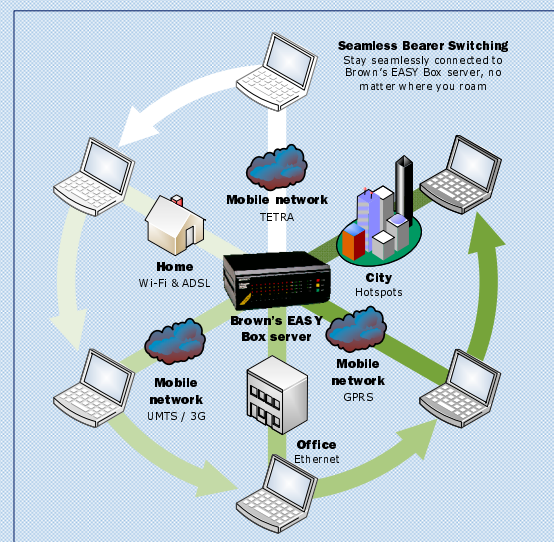 Seamless Bearer Switching
Stay seamlessly connected to
Brown's EASY Box server, no
matter where you roam
Mobile network
TETRA
Home
Wi-Fi & ADSL
City
Hotspots
Brown's EASY
Box server
Mobile
network
UMTS / 3G
Mobile
network
GPRS
Office
Ethernet